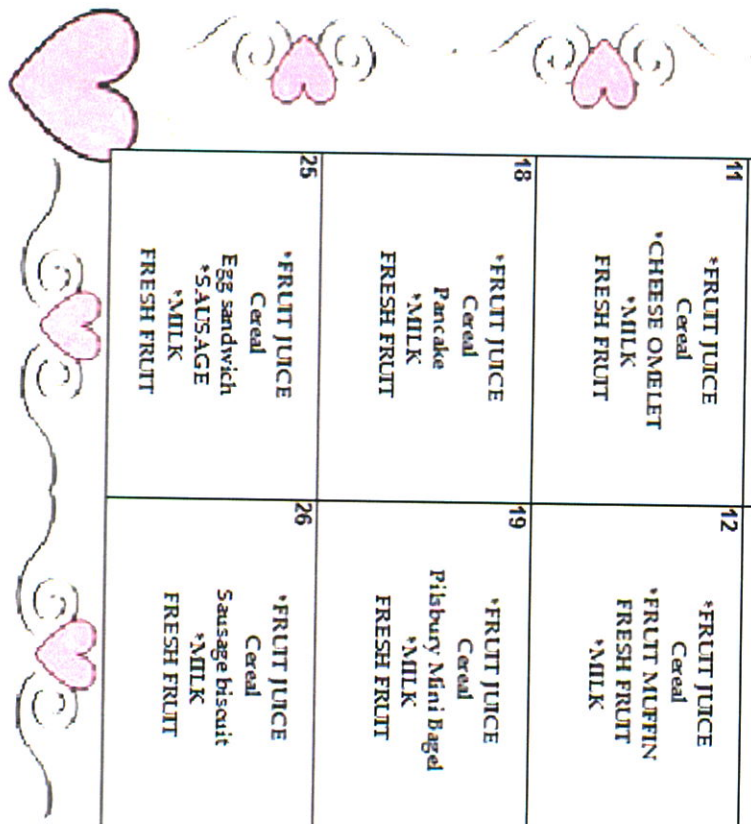 11
*FRUIT JUICE
Cereal
*CHEESE OMELET
*MILK
FRESH FRUIT
12
*FRUIT JUICE
Cereal
*FRUIT MUFFIN
FRESH FRUIT
*MILK
18
*FRUIT JUICE
Cereal
Pancake
*MILK
FRESH FRUIT
19
*FRUIT JUICE
Cereal
Pilsbury Mini Bagel
*MILK
FRESH FRUIT
25
*FRUIT JUICE
Cereal
Egg sandwich
*SAUSAGE
*MILK
FRESH FRUIT
26
*FRUIT JUICE
Cereal
Sausage biscuit
*MILK
FRESH FRUIT